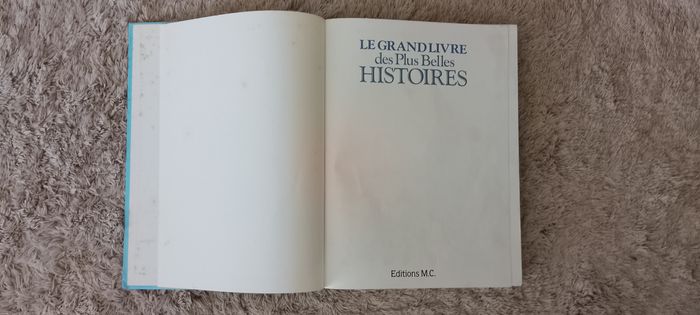 LE GRAND LIVRE
des Plus Belles
HISTOIRES
Editions M.C.